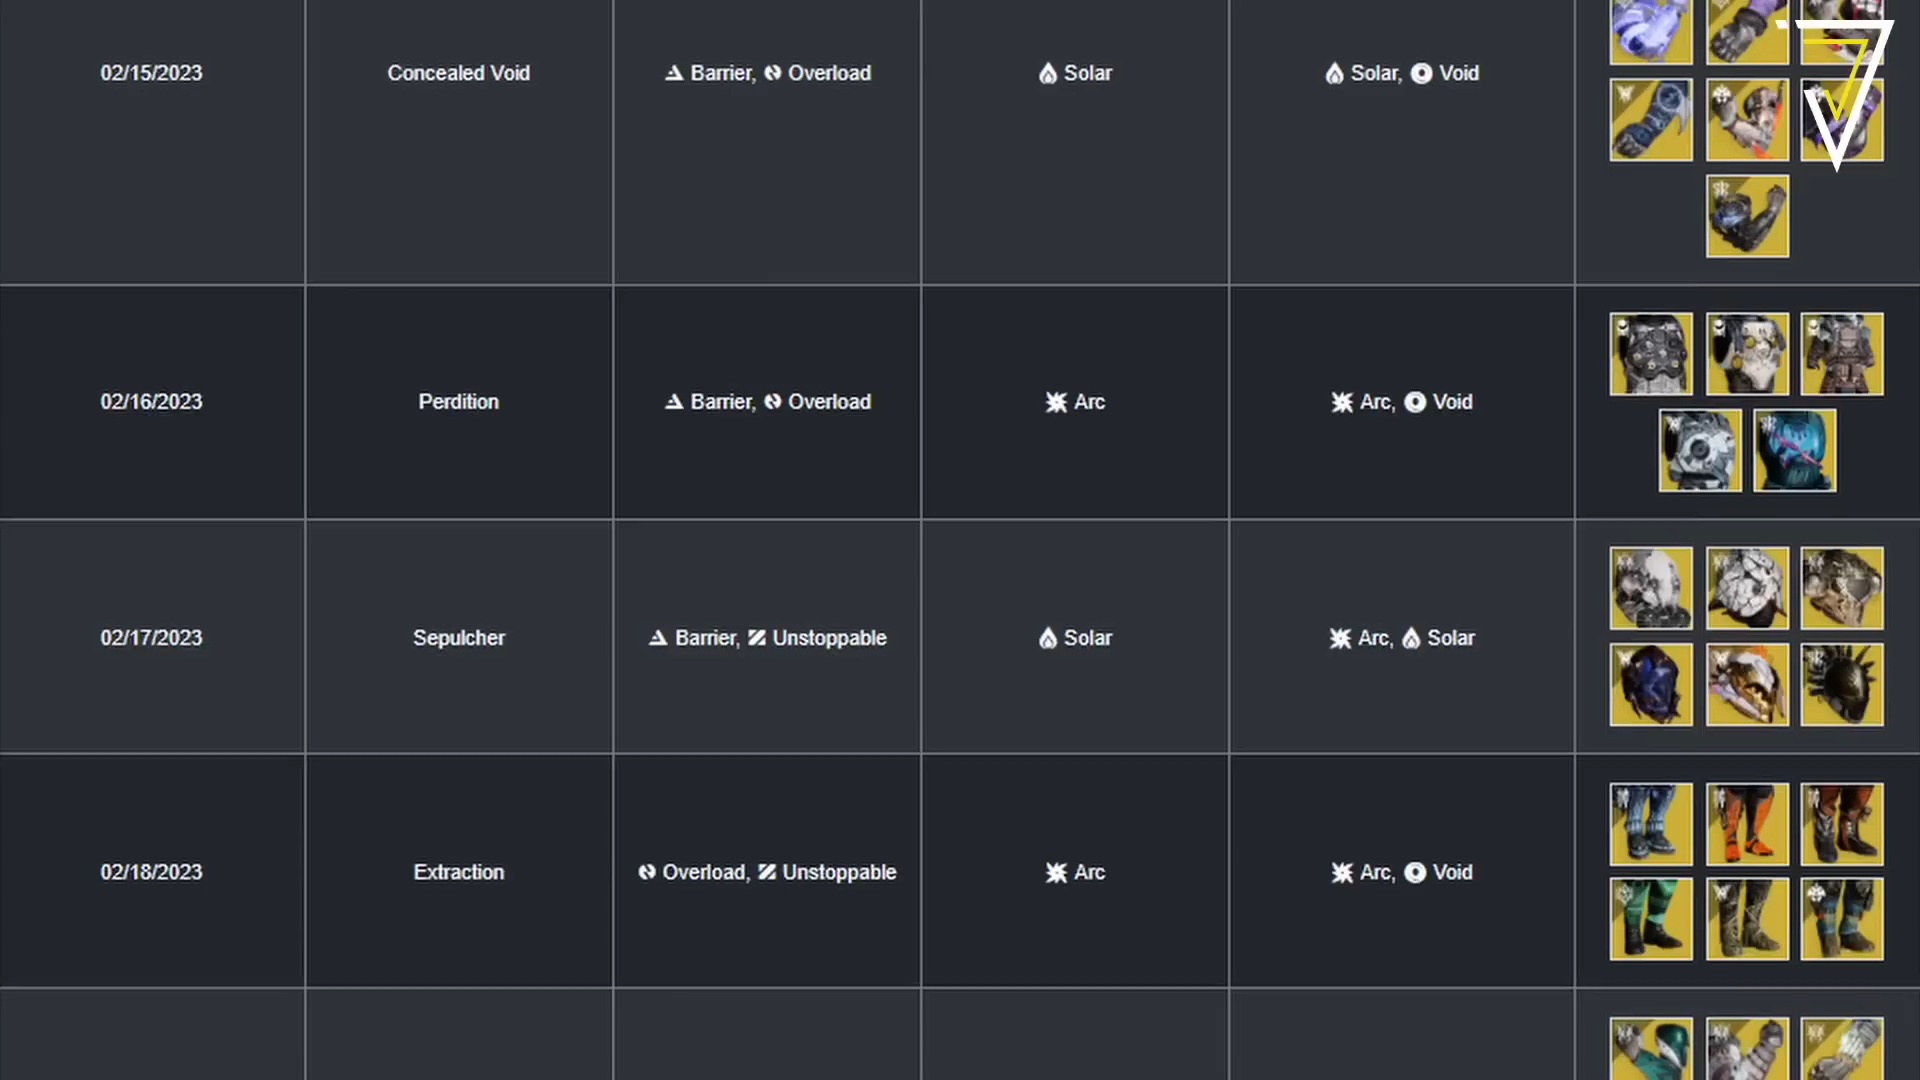 02/15/2023 Concealed Void Barrier, Overload Solar Solar, Void
02/16/2023 Perdition Barrier, Overload Arc Arc, Void
02/17/2023 Sepulcher Barrier, Unstoppable Solar Arc, Solar
02/18/2023 Extraction Overload, Unstoppable Arc Arc, Void